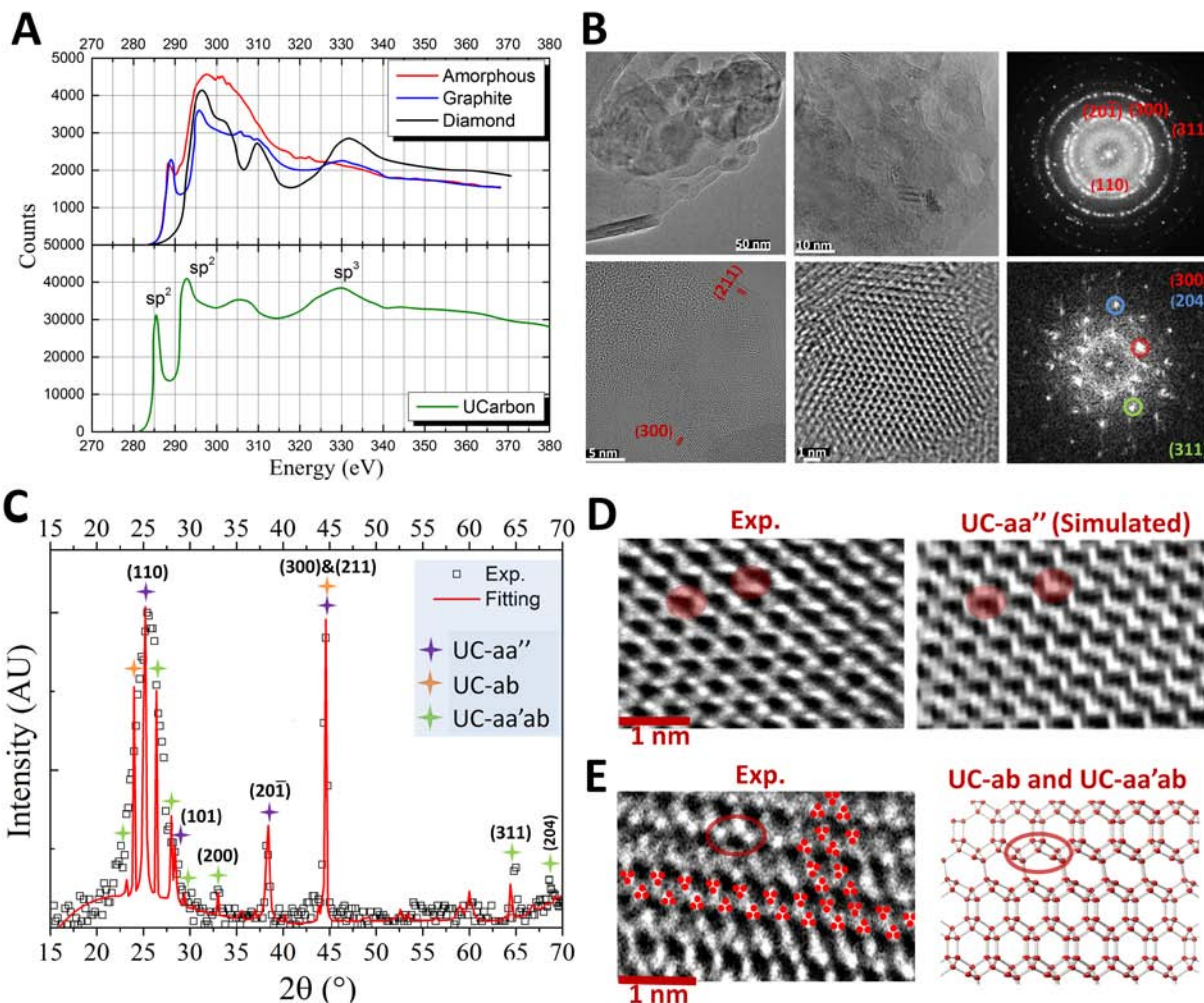 A
270 280 290 300 310 320 330 340 350 360 370 380
5000
4000
3000
2000
1000
50000
40000
30000
20000
10000
0
Counts
Amorphous
Graphite
Diamond
sp²
sp²
sp³
UCarbon
270 280 290 300 310 320 330 340 350 360 370 380
Energy (eV)
B
50 nm
10 nm
(201̄)
(300)
(311
(110)
(211)
(300)
5 nm
1 nm
(300
(204
(311
C
15 20 25 30 35 40 45 50 55 60 65 70
Intensity (AU)
(110)
(101)
(200)
(201̄)
(300)&(211)
(311)
(204)
Exp.
Fitting
UC-aa''
UC-ab
UC-aa'ab
15 20 25 30 35 40 45 50 55 60 65 70
2θ (°)
D
Exp.
UC-aa'' (Simulated)
1 nm
E
Exp.
UC-ab and UC-aa'ab
1 nm